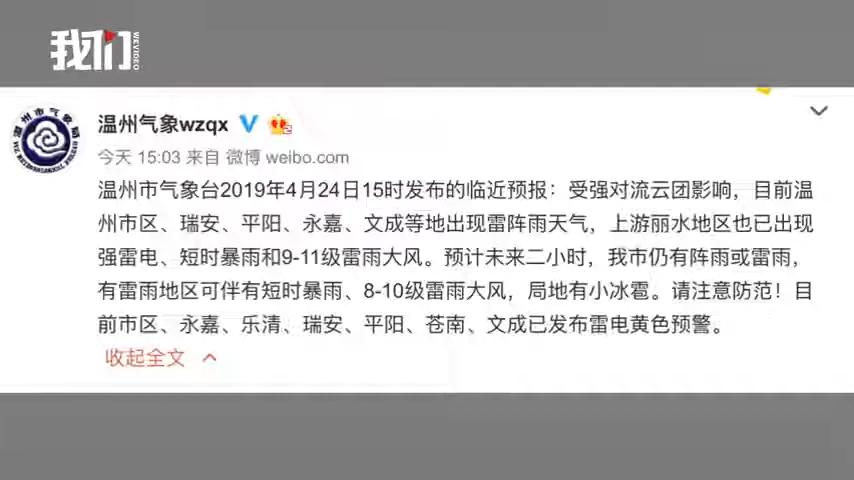 我们
WEVIDEO
温州气象wzqx
今天 15:03 来自 微博 weibo.com
温州市气象台2019年4月24日15时发布的临近预报：受强对流云团影响，目前温
州市区、瑞安、平阳、永嘉、文成等地出现雷阵雨天气，上游丽水地区也已出现
强雷电、短时暴雨和9-11级雷雨大风。预计未来二小时，我市仍有阵雨或雷雨，
有雷雨地区可伴有短时暴雨、8-10级雷雨大风，局地有小冰雹。请注意防范！目
前市区、永嘉、乐清、瑞安、平阳、苍南、文成已发布雷电黄色预警。
收起全文
温州市气象局